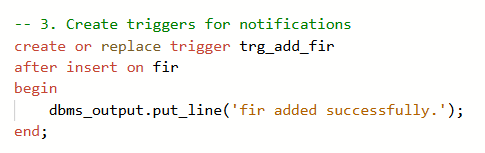 -- 3. Create triggers for notifications
create or replace trigger trg_add_fir
after insert on fir
begin
    dbms_output.put_line('fir added successfully.');
end;